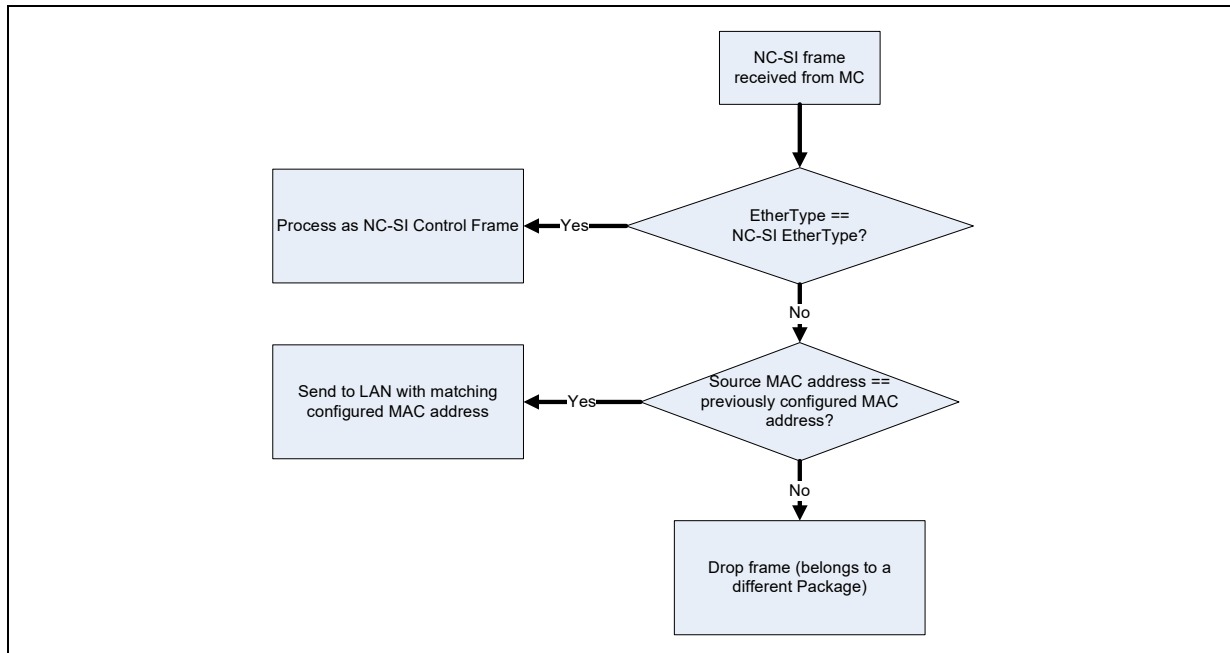 NC-SI frame
received from MC
Process as NC-SI Control Frame
Yes
EtherType ==
NC-SI EtherType?
No
Send to LAN with matching
configured MAC address
Yes
Source MAC address ==
previously configured MAC
address?
No
Drop frame (belongs to a
different Package)